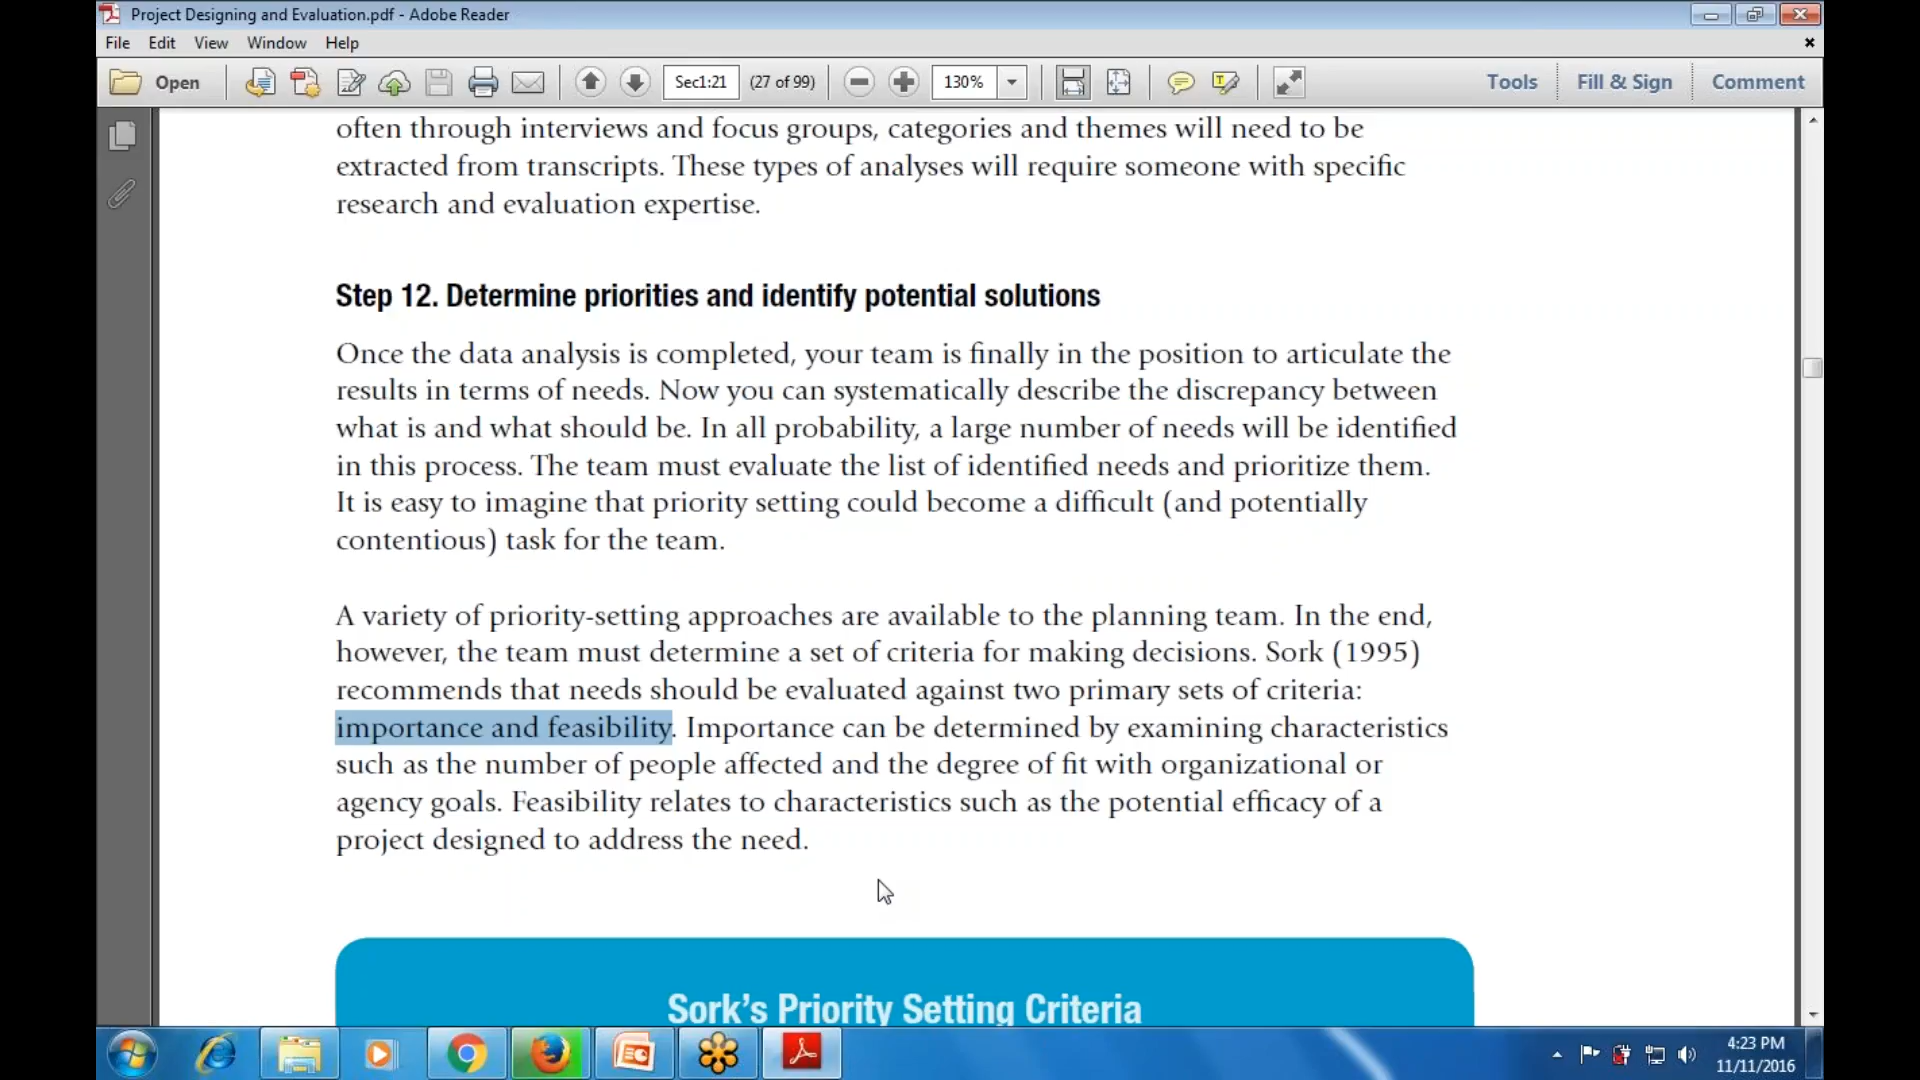 Project Designing and Evaluation.pdf - Adobe Reader
File Edit View Window Help
Open Sec1:21 (27 of 99) 130% Tools Fill & Sign Comment
often through interviews and focus groups, categories and themes will need to be
extracted from transcripts. These types of analyses will require someone with specific
research and evaluation expertise.
Step 12. Determine priorities and identify potential solutions
Once the data analysis is completed, your team is finally in the position to articulate the
results in terms of needs. Now you can systematically describe the discrepancy between
what is and what should be. In all probability, a large number of needs will be identified
in this process. The team must evaluate the list of identified needs and prioritize them.
It is easy to imagine that priority setting could become a difficult (and potentially
contentious) task for the team.
A variety of priority-setting approaches are available to the planning team. In the end,
however, the team must determine a set of criteria for making decisions. Sork (1995)
recommends that needs should be evaluated against two primary sets of criteria:
importance and feasibility. Importance can be determined by examining characteristics
such as the number of people affected and the degree of fit with organizational or
agency goals. Feasibility relates to characteristics such as the potential efficacy of a
project designed to address the need.
Sork's Priority Setting Criteria
4:23 PM
11/11/2016